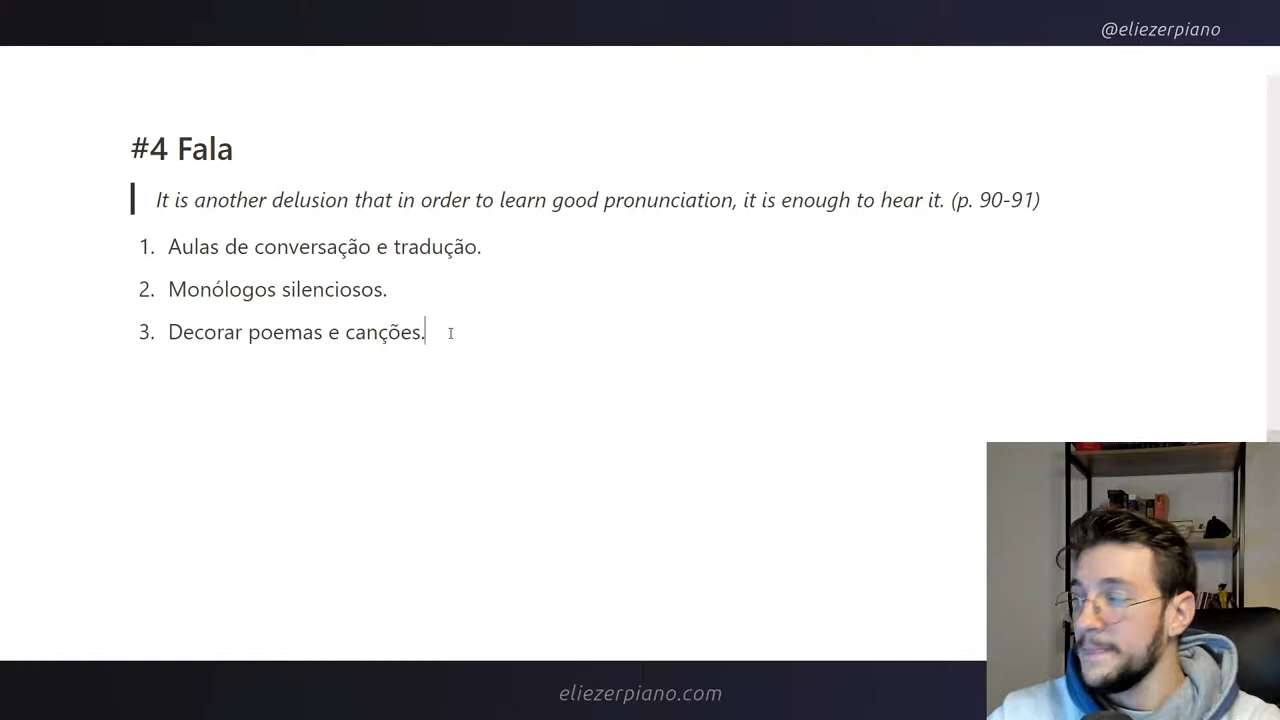 @eliezerpiano
#4 Fala
It is another delusion that in order to learn good pronunciation, it is enough to hear it. (p. 90-91)
1. Aulas de conversação e tradução.
2. Monólogos silenciosos.
3. Decorar poemas e canções.
eliezerpiano.com